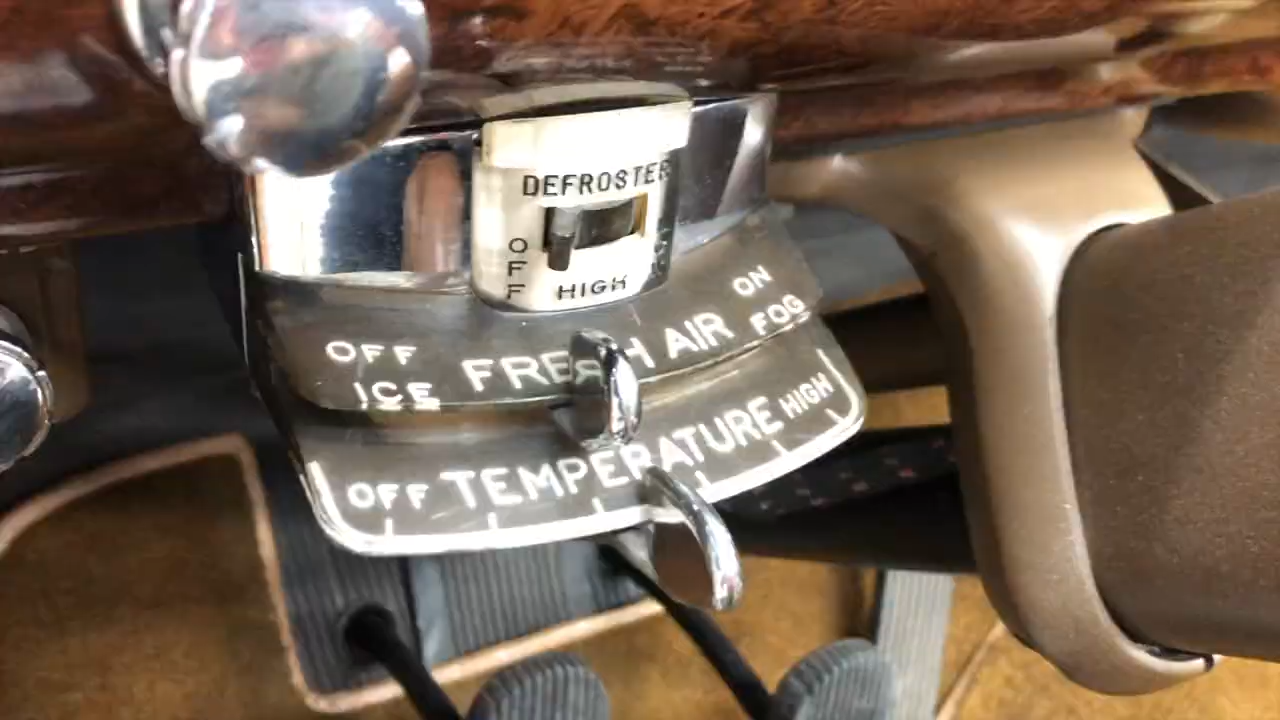 DEFROSTER
OFF
HIGH
OFF FRESH AIR ON
ICE FOG
OFF TEMPERATURE HIGH